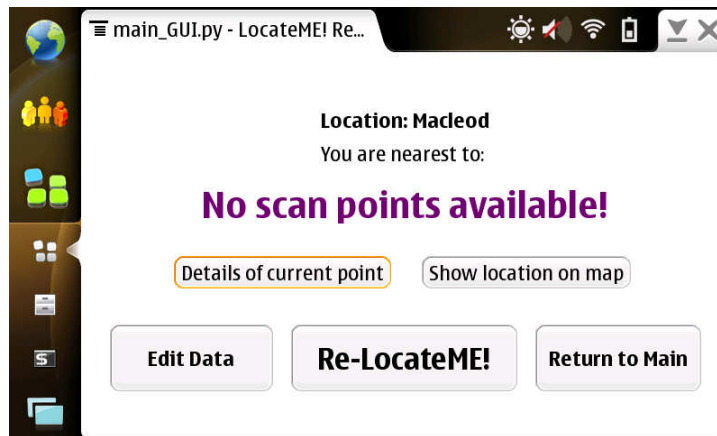 main_GUI.py - LocateME! Re...
Location: Macleod
You are nearest to:
No scan points available!
Details of current point Show location on map
Edit Data Re-LocateME! Return to Main
$